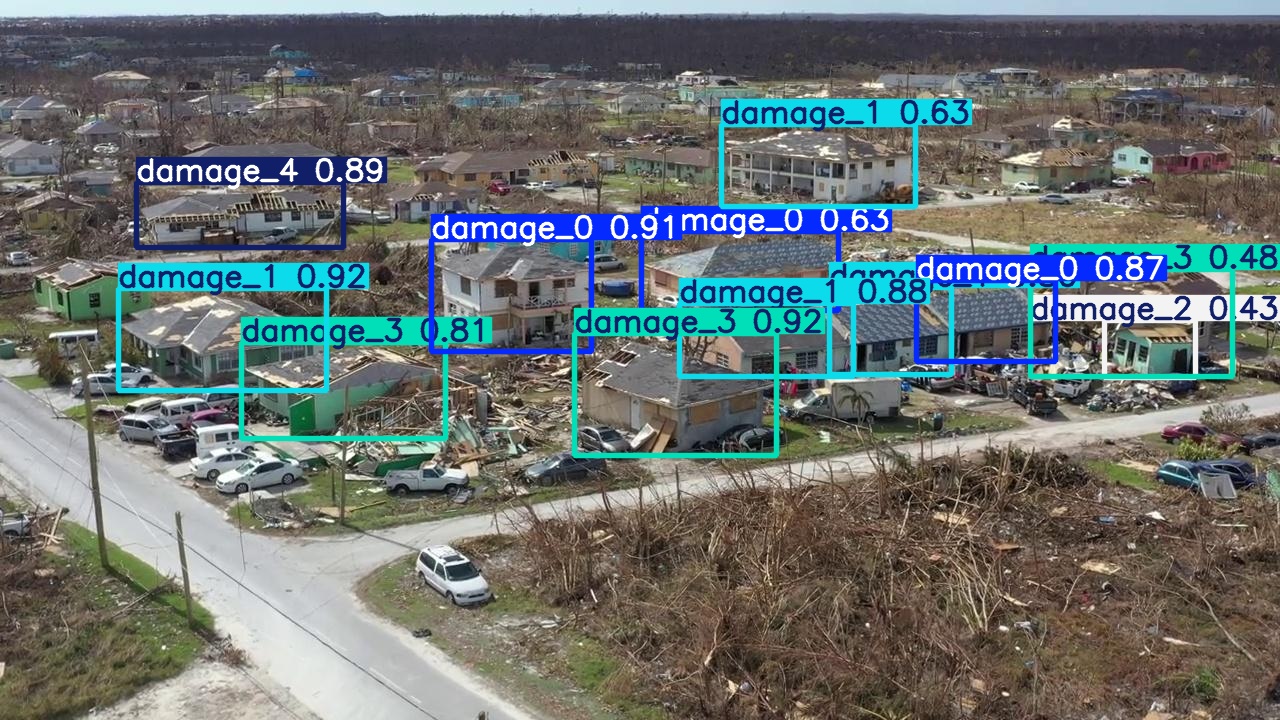 damage_1 0.63
damage_4 0.89
damage_0 0.91
mage_0 0.63
damage_3 0.48
damage_0 0.87
damage_1 0.92
dama
damage_1 0.88
damage_2 0.43
damage_3 0.81
damage_3 0.92